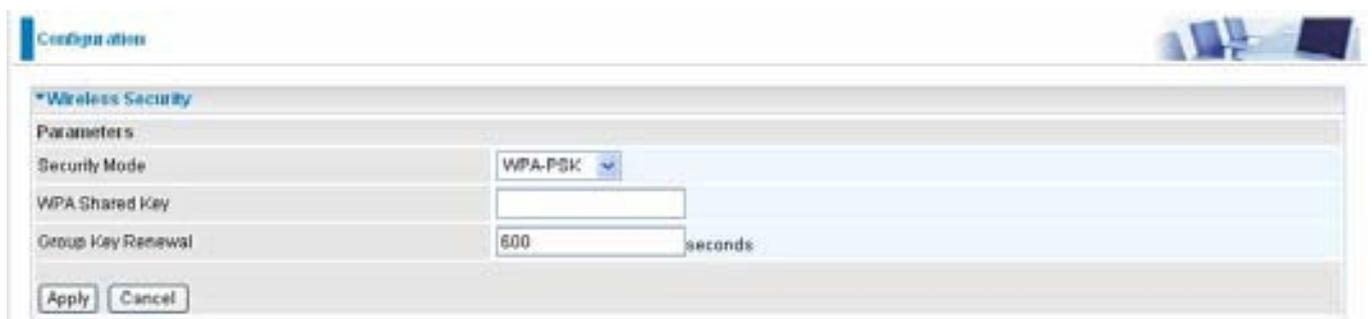 Configuration
Wireless Security
Parameters
Security Mode WPA-PSK
WPA Shared Key
Group Key Renewal 600 seconds
Apply Cancel